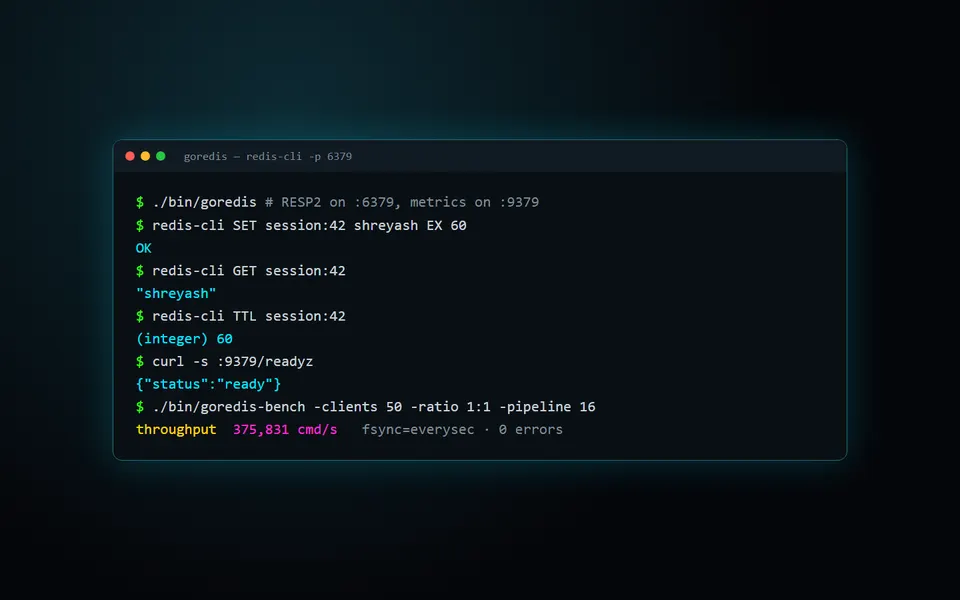 goredis — redis-cli -p 6379
$ ./bin/goredis # RESP2 on :6379, metrics on :9379
$ redis-cli SET session:42 shreyash EX 60
OK
$ redis-cli GET session:42
"shreyash"
$ redis-cli TTL session:42
(integer) 60
$ curl -s :9379/readyz
{"status":"ready"}
$ ./bin/goredis-bench -clients 50 -ratio 1:1 -pipeline 16
throughput  375,831 cmd/s   fsync=everysec · 0 errors